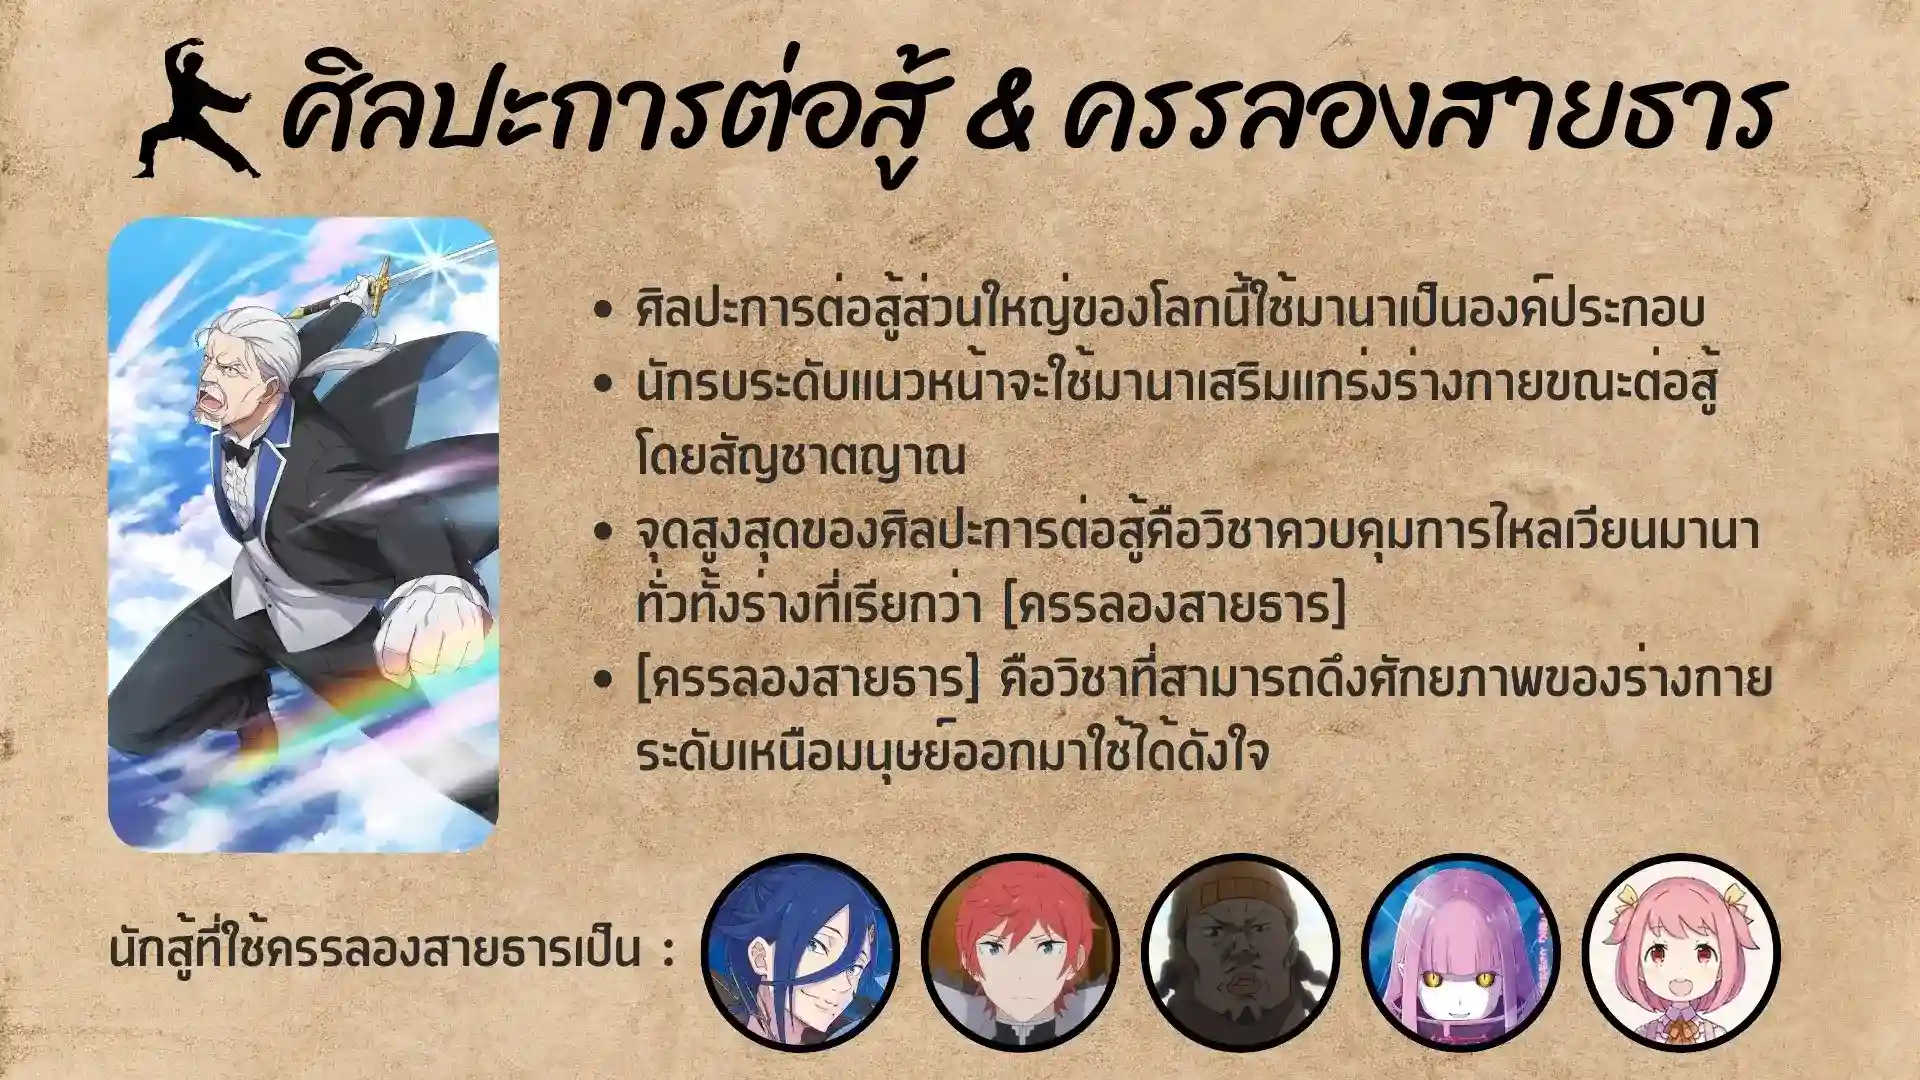 ศิลปะการต่อสู้ & ครรลองสายธาร
• ศิลปะการต่อสู้ส่วนใหญ่ของโลกนี้ใช้มานาเป็นองค์ประกอบ
• นักรบระดับแนวหน้าจะใช้มานาเสริมแกร่งร่างกายขณะต่อสู้
โดยสัญชาตญาณ
• จุดสูงสุดของศิลปะการต่อสู้คือวิชาควบคุมการไหลเวียนมานา
ทั่วทั้งร่างที่เรียกว่า [ครรลองสายธาร]
• [ครรลองสายธาร] คือวิชาที่สามารถดึงศักยภาพของร่างกาย
ระดับเหนือมนุษย์ออกมาใช้ได้ดังใจ
นักสู้ที่ใช้ครรลองสายธารเป็น :